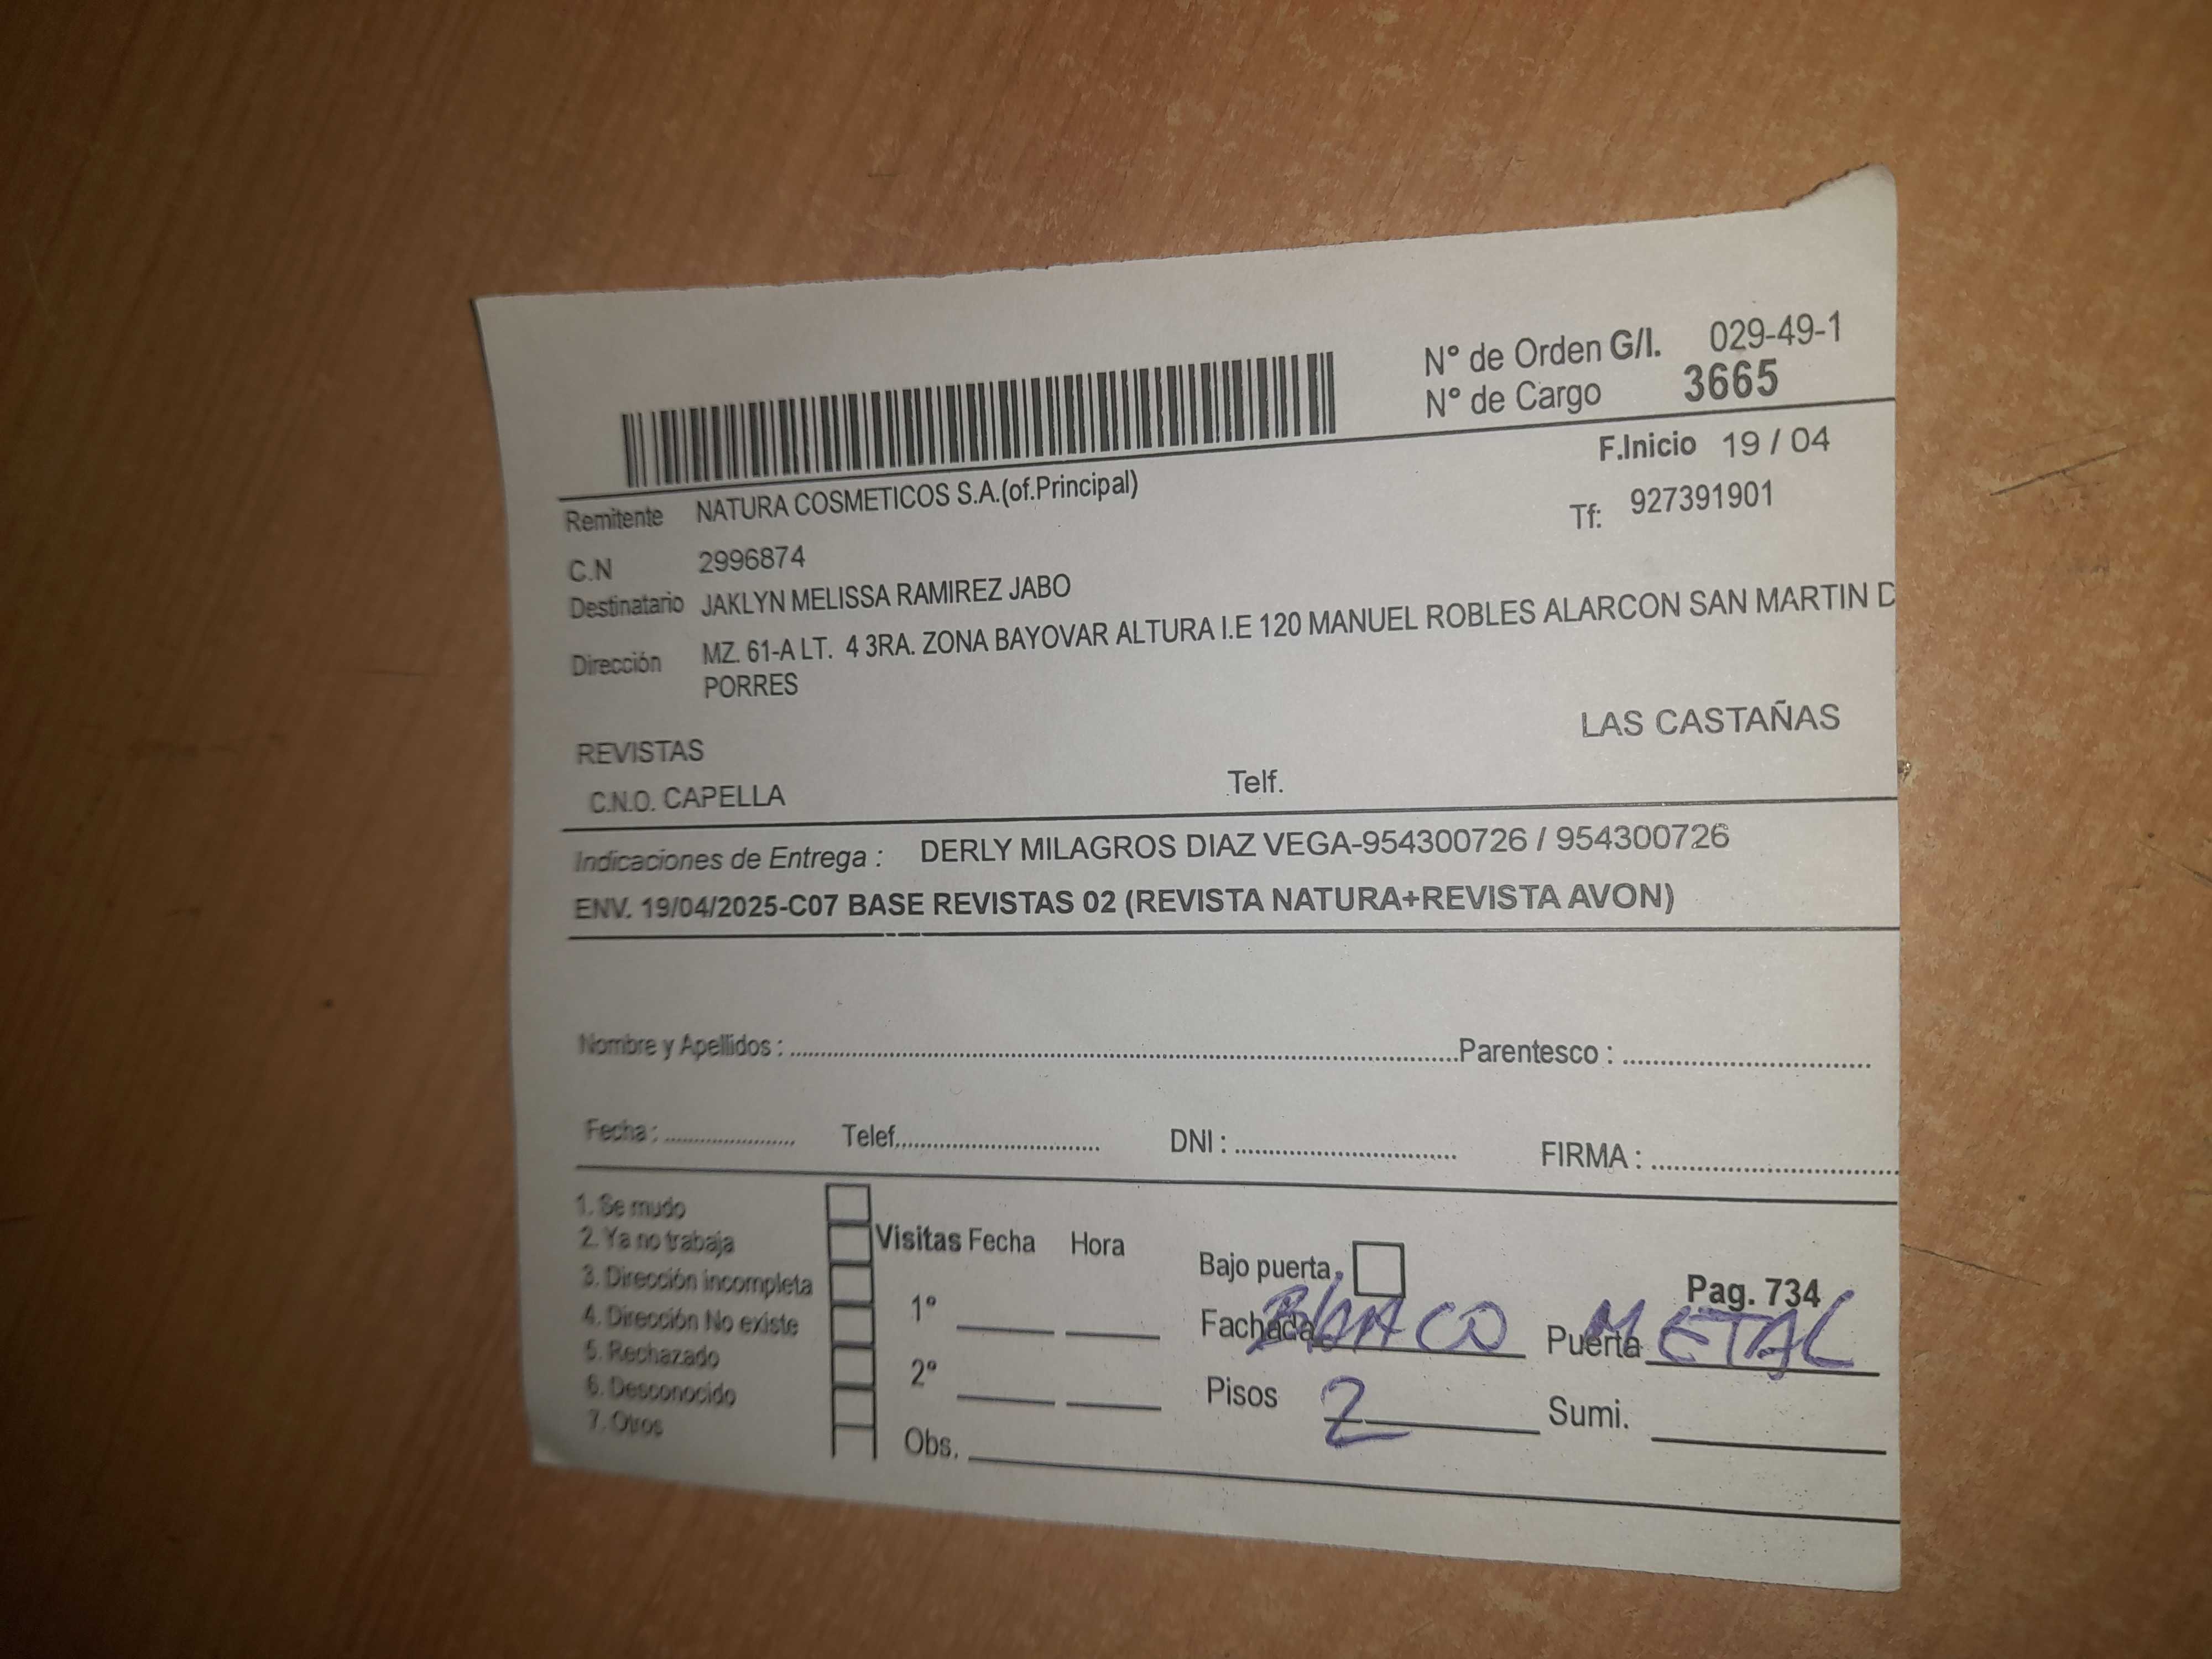 N° de Orden G/I. 029-49-1
N° de Cargo 3665
F.Inicio 19 / 04
Remitente NATURA COSMETICOS S.A.(of.Principal)
Tf: 927391901
C.N 2996874
Destinatario JAKLYN MELISSA RAMIREZ JABO
Dirección MZ. 61-A LT. 4 3RA. ZONA BAYOVAR ALTURA I.E 120 MANUEL ROBLES ALARCON SAN MARTIN D
PORRES
LAS CASTAÑAS
REVISTAS
C.N.O. CAPELLA Telf.
Indicaciones de Entrega : DERLY MILAGROS DIAZ VEGA-954300726 / 954300726
ENV. 19/04/2025-C07 BASE REVISTAS 02 (REVISTA NATURA+REVISTA AVON)
Nombre y Apellidos : Parentesco :
Fecha : Telef. DNI : FIRMA :
1. Se mudo
2. Ya no trabaja
3. Dirección incompleta
4. Dirección No existe
5. Rechazado
6. Desconocido
7. Otros
Visitas Fecha Hora
1º
2º
Obs.
Bajo puerta
Pag. 734
Fachada BlANCO Puerta METAL
Pisos 2 Sumi.